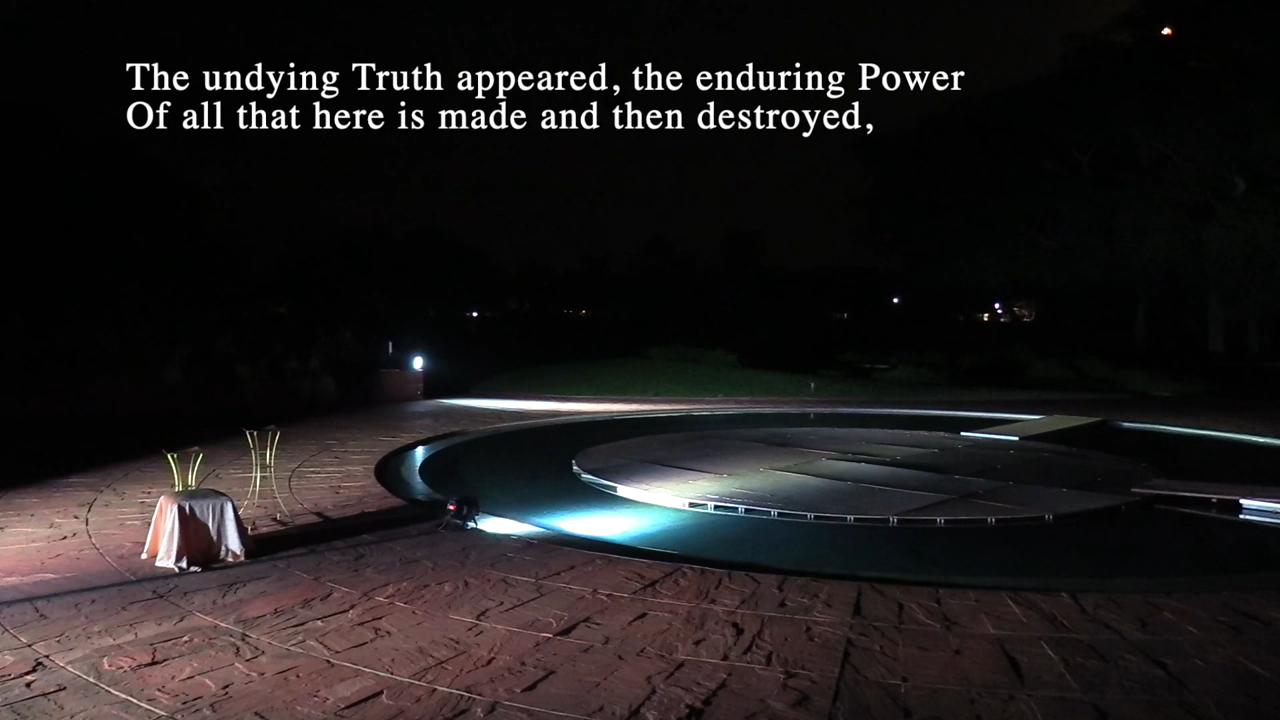 The undying Truth appeared, the enduring Power
Of all that here is made and then destroyed,